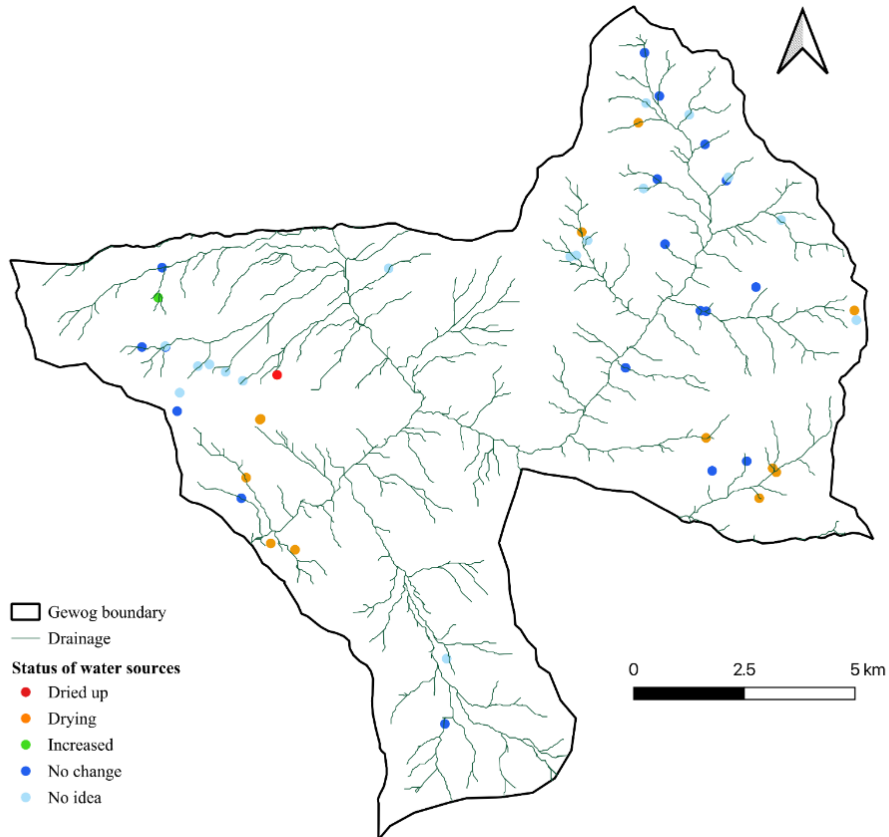 Gewog boundary
Drainage
Status of water sources
Dried up
Drying
Increased
No change
No idea
0 2.5 5 km